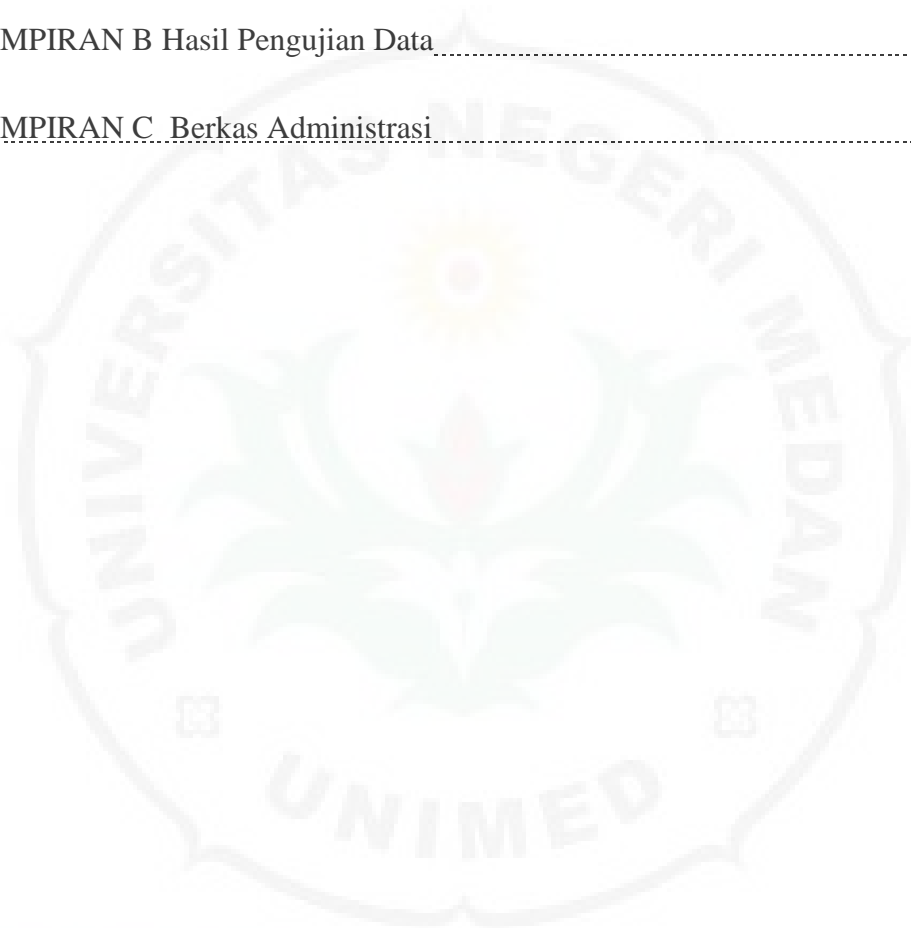 MPIRAN B Hasil Pengujian Data
MPIRAN C Berkas Administrasi
UNIVERSITAS NEGERI MEDAN
UNIMED